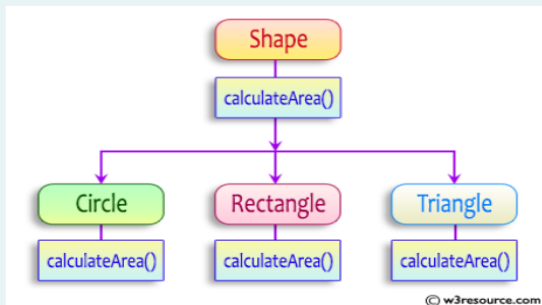 Shape
calculateArea()
Circle
Rectangle
Triangle
calculateArea()
calculateArea()
calculateArea()
© w3resource.com